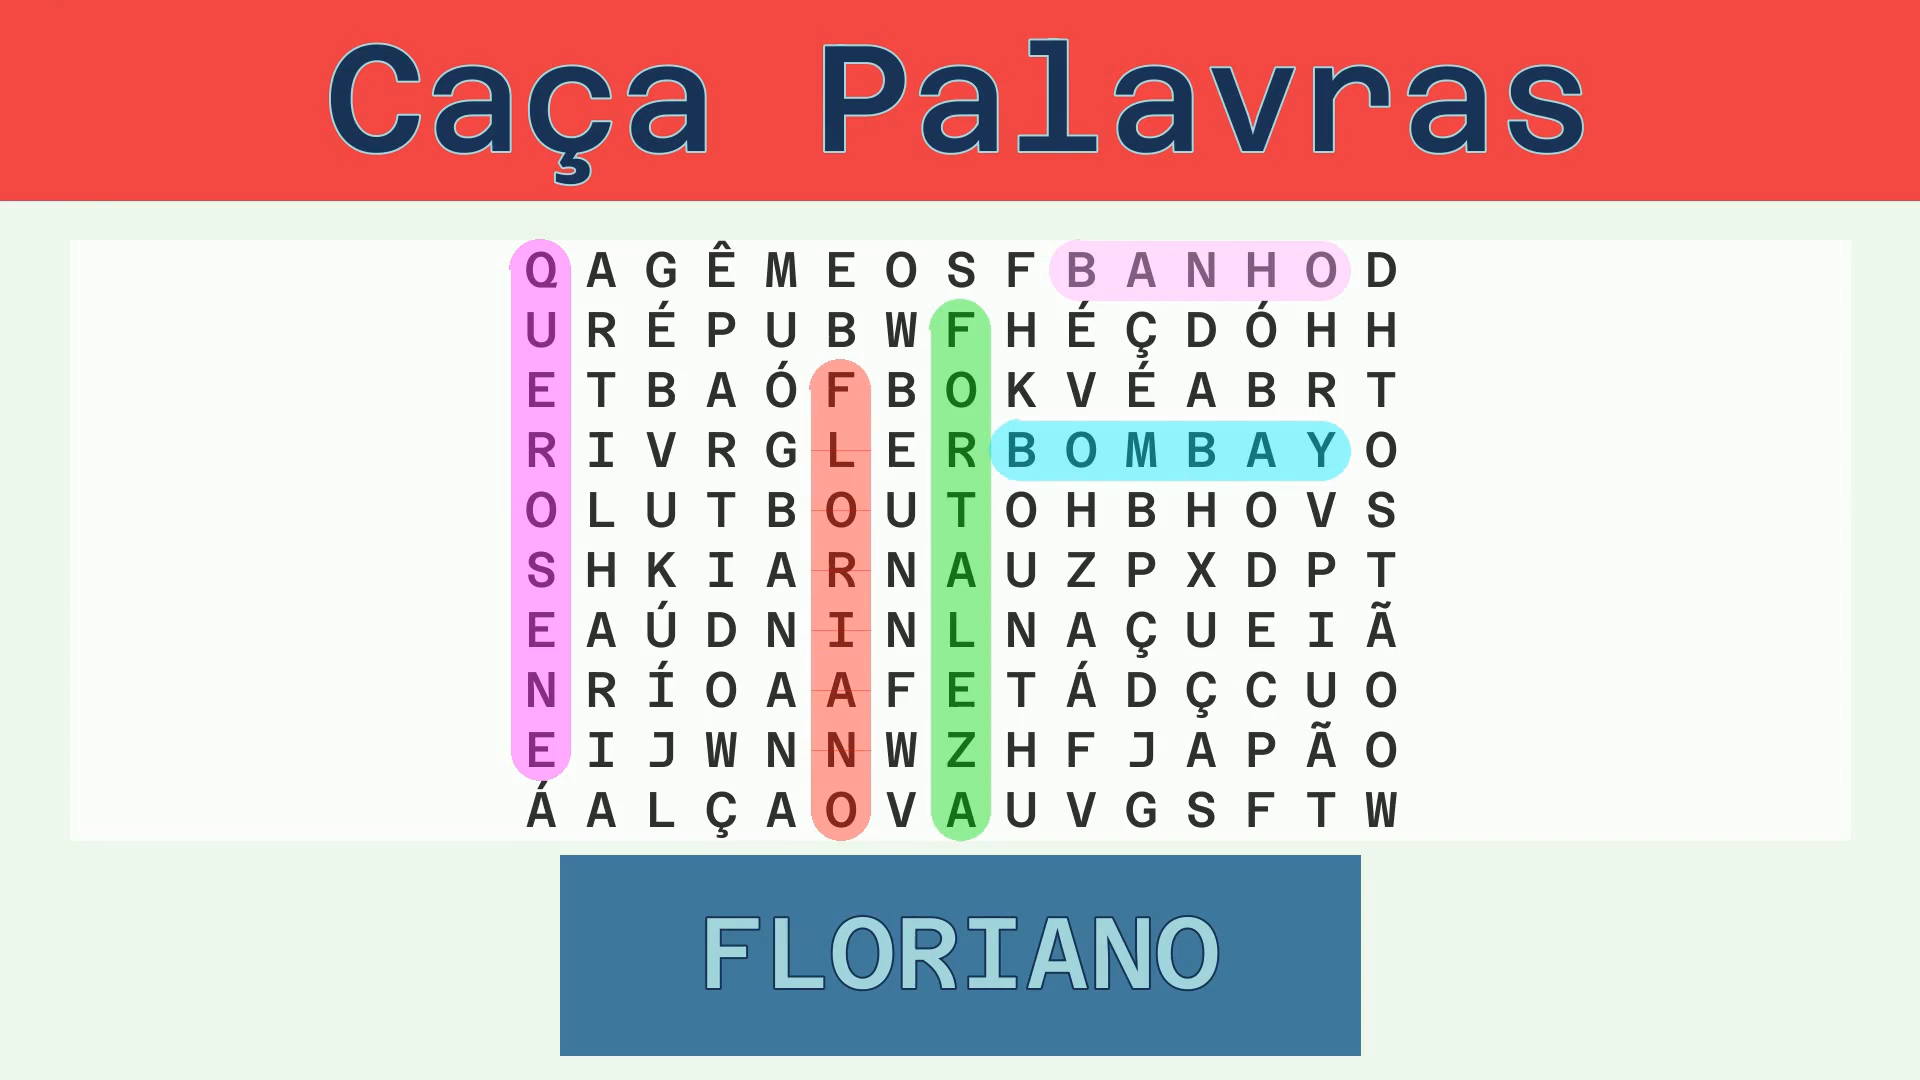 Caça Palavras
Q A G Ê M E O S F B A N H O D
U R É P U B W F H É Ç D Ó H H
E T B A Ó F B O K V É A B R T
R I V R G L E R B O M B A Y O
O L U T B O U T O H B H O V S
S H K I A R N A U Z P X D P T
E A Ú D N I N L N A Ç U E I Ã
N R Í O A A F E T Á D Ç C U O
E I J W N N W Z H F J A P Ã O
Á A L Ç A O V A U V G S F T W
FLORIANO